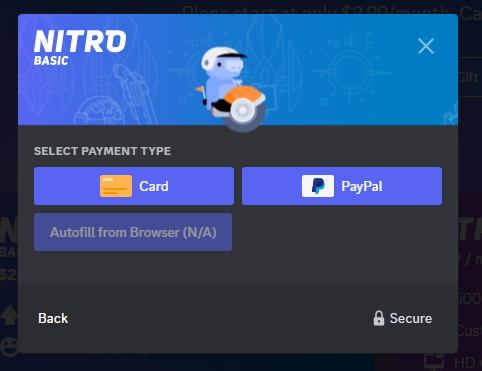 Plans start at only $2.99/month. Ca
NITRO
BASIC
Gift
SELECT PAYMENT TYPE
Card
PayPal
Autofill from Browser (N/A)
Back
Secure